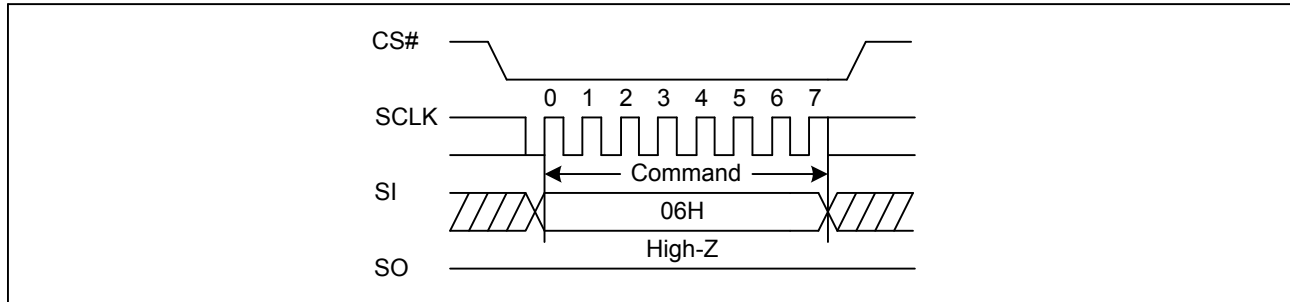 CS#
0 1 2 3 4 5 6 7
SCLK
Command
SI
06H
High-Z
SO